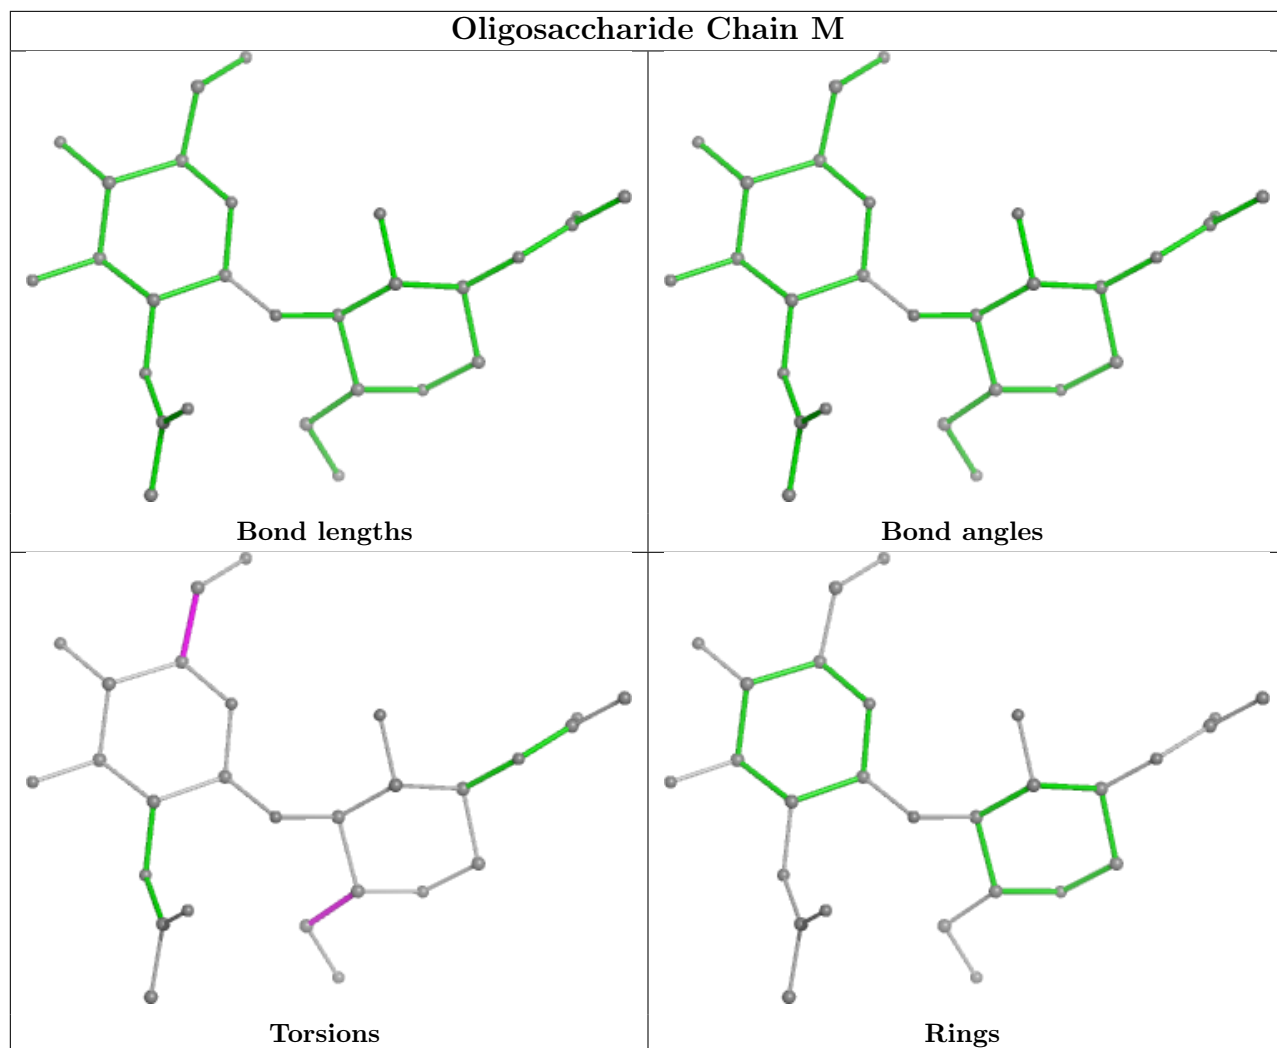 Oligosaccharide Chain M
Bond lengths
Bond angles
Torsions
Rings